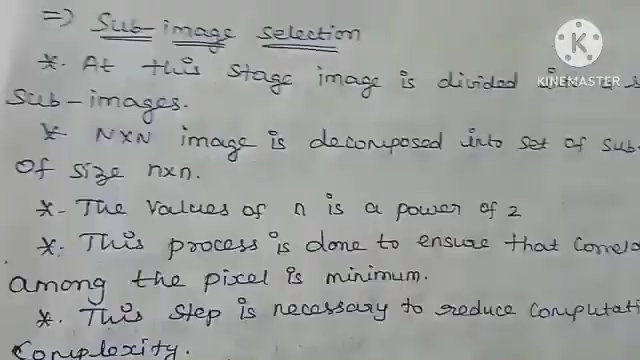 => Sub-image selection
*. At this stage image is divided
Sub-images.
* NXN image is decomposed into set of sub-
of size nxn.
*- The values of n is a power of 2
*. This process is done to ensure that
among the pixel is minimum.
*. This step is necessary to reduce
Complexity.
K
KINEMASTER